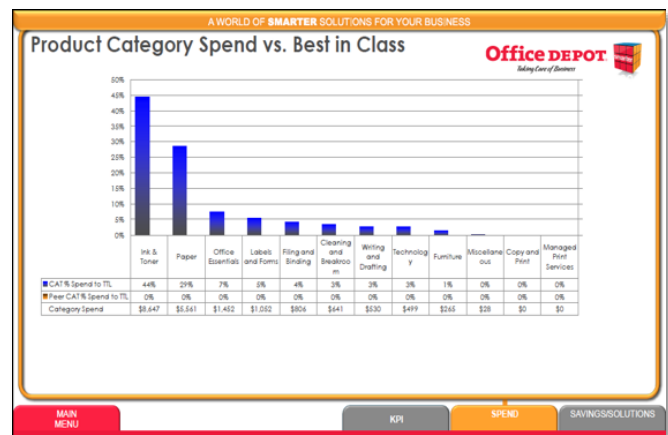 A WORLD OF SMARTER SOLUTIONS FOR YOUR BUSINESS
Product Category Spend vs. Best in Class
Office DEPOT
Taking Care of Business
50%
45%
40%
35%
30%
25%
20%
15%
10%
5%
0%
Ink & Toner
Paper
Office Essentials
Labels and Forms
Filing and Binding
Cleaning and Breakroom
Writing and Drafting
Technology
Furniture
Miscellaneous
Copy and Print
Managed Print Services
CAT % Spend to TTL 44% 29% 7% 5% 4% 3% 3% 3% 1% 0% 0% 0%
Peer CAT % Spend to TTL 0% 0% 0% 0% 0% 0% 0% 0% 0% 0% 0% 0%
Category Spend $8,647 $5,561 $1,452 $1,052 $806 $641 $530 $499 $265 $28 $0 $0
MAIN
MENU
KPI
SPEND
SAVINGS/SOLUTIONS